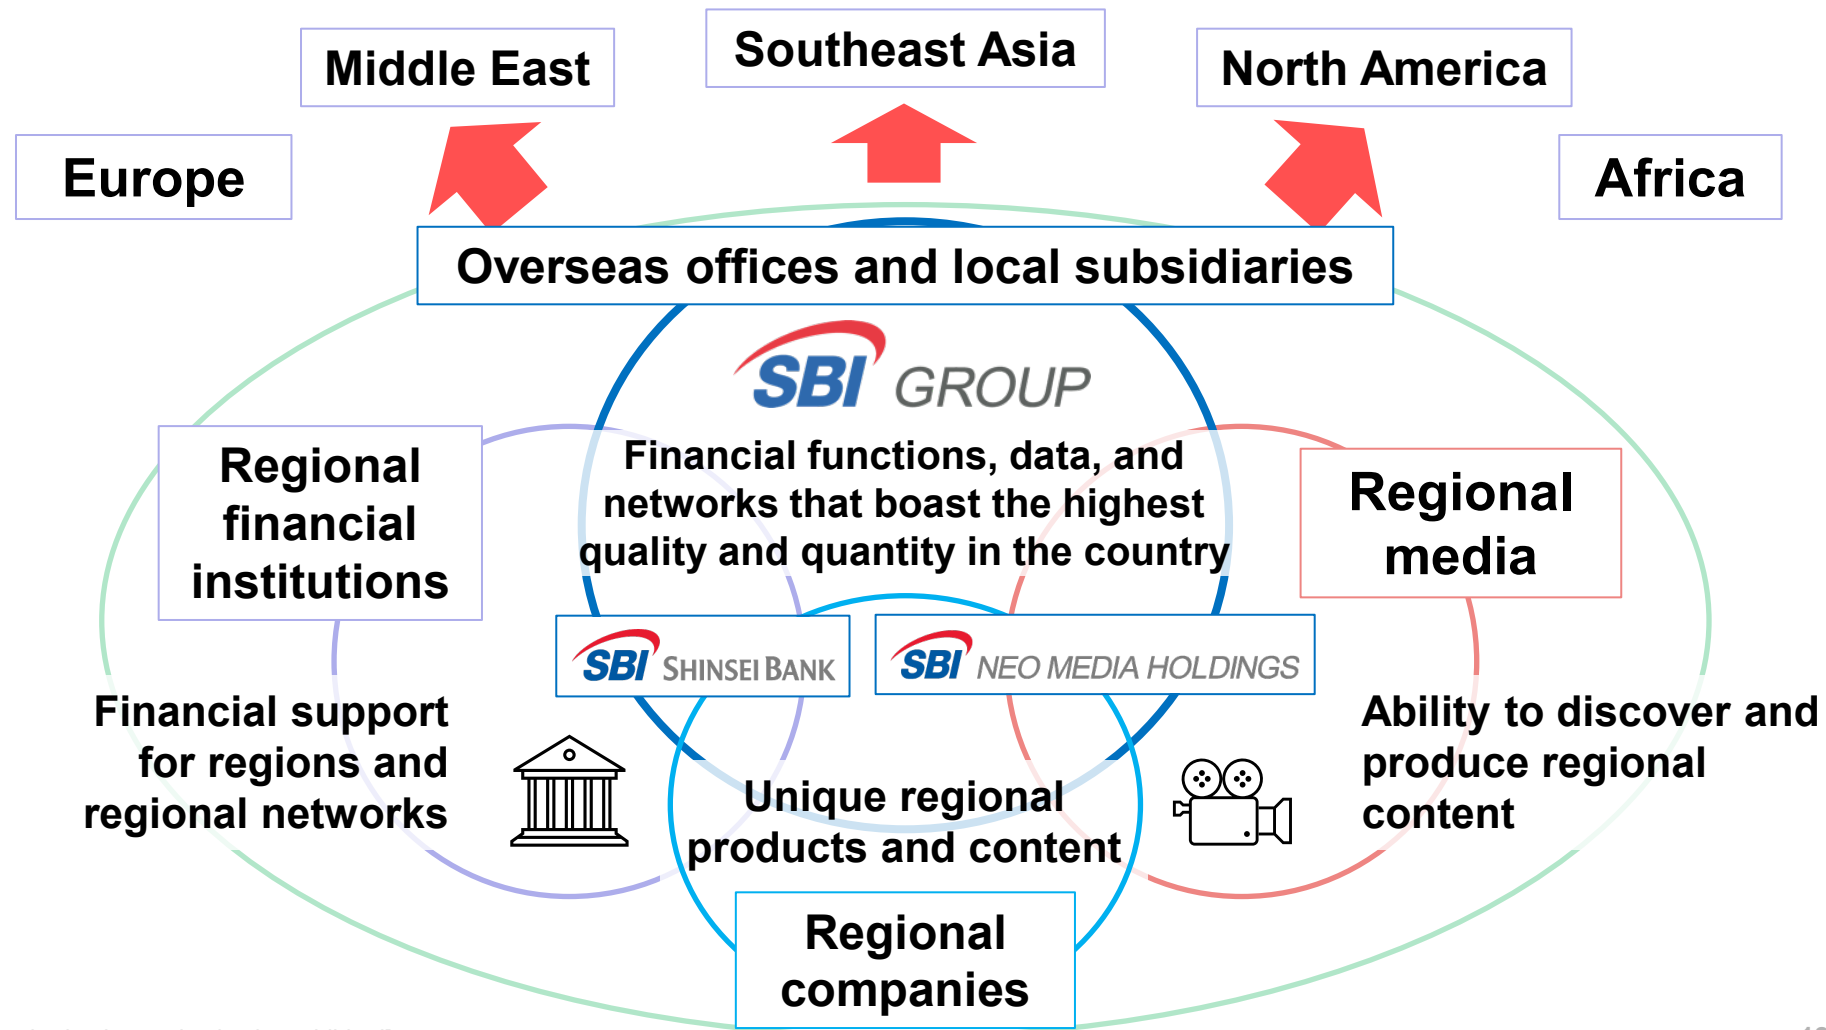 Middle East
Southeast Asia
North America
Europe
Africa
Overseas offices and local subsidiaries
SBI GROUP
Regional
financial
institutions
Financial functions, data, and
networks that boast the highest
quality and quantity in the country
Regional
media
SBI SHINSEI BANK
SBI NEO MEDIA HOLDINGS
Financial support
for regions and
regional networks
Unique regional
products and content
Ability to discover and
produce regional
content
Regional
companies